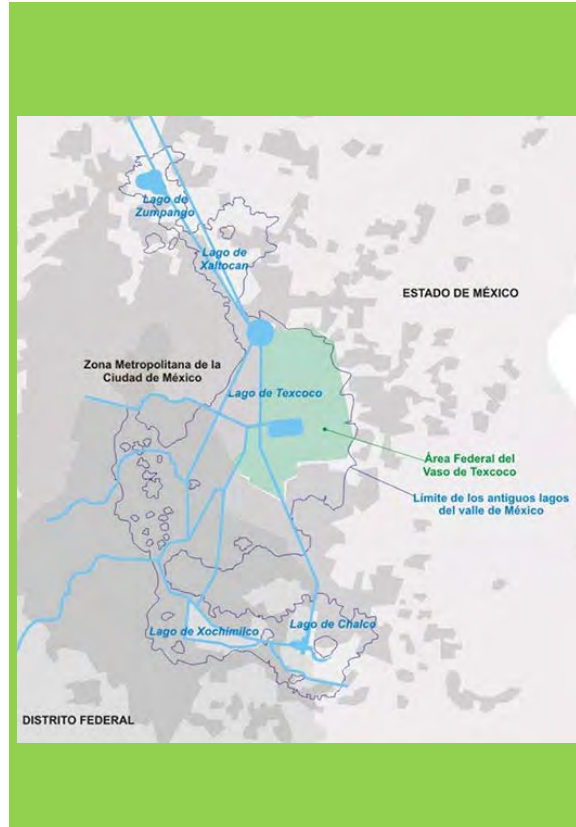 Lago de
Zumpango
Lago de
Xaltocan
ESTADO DE MÉXICO
Zona Metropolitana de la
Ciudad de México
Lago de Texcoco
Área Federal del
Vaso de Texcoco
Límite de los antiguos lagos
del valle de México
Lago de Xochimilco
Lago de Chalco
DISTRITO FEDERAL